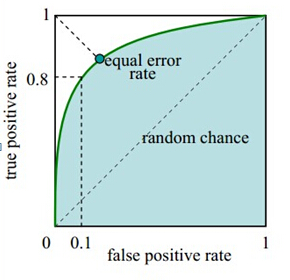 1
equal error
rate
0.8
true positive rate
random chance
0
0.1
1
false positive rate